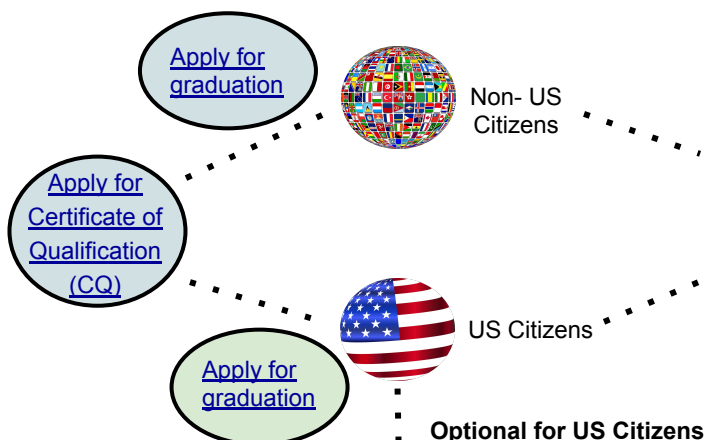 Apply for
graduation
Non- US
Citizens
Apply for
Certificate of
Qualification
(CQ)
US Citizens
Apply for
graduation
Optional for US Citizens